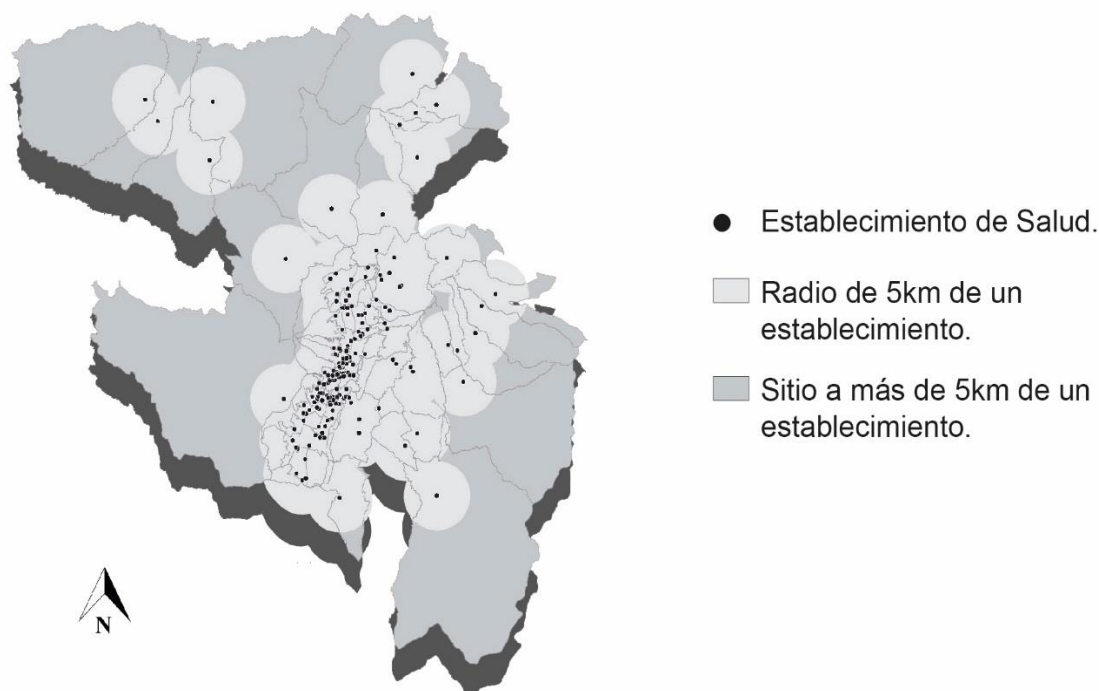 Establecimiento de Salud.
Radio de 5km de un
establecimiento.
Sitio a más de 5km de un
establecimiento.
N